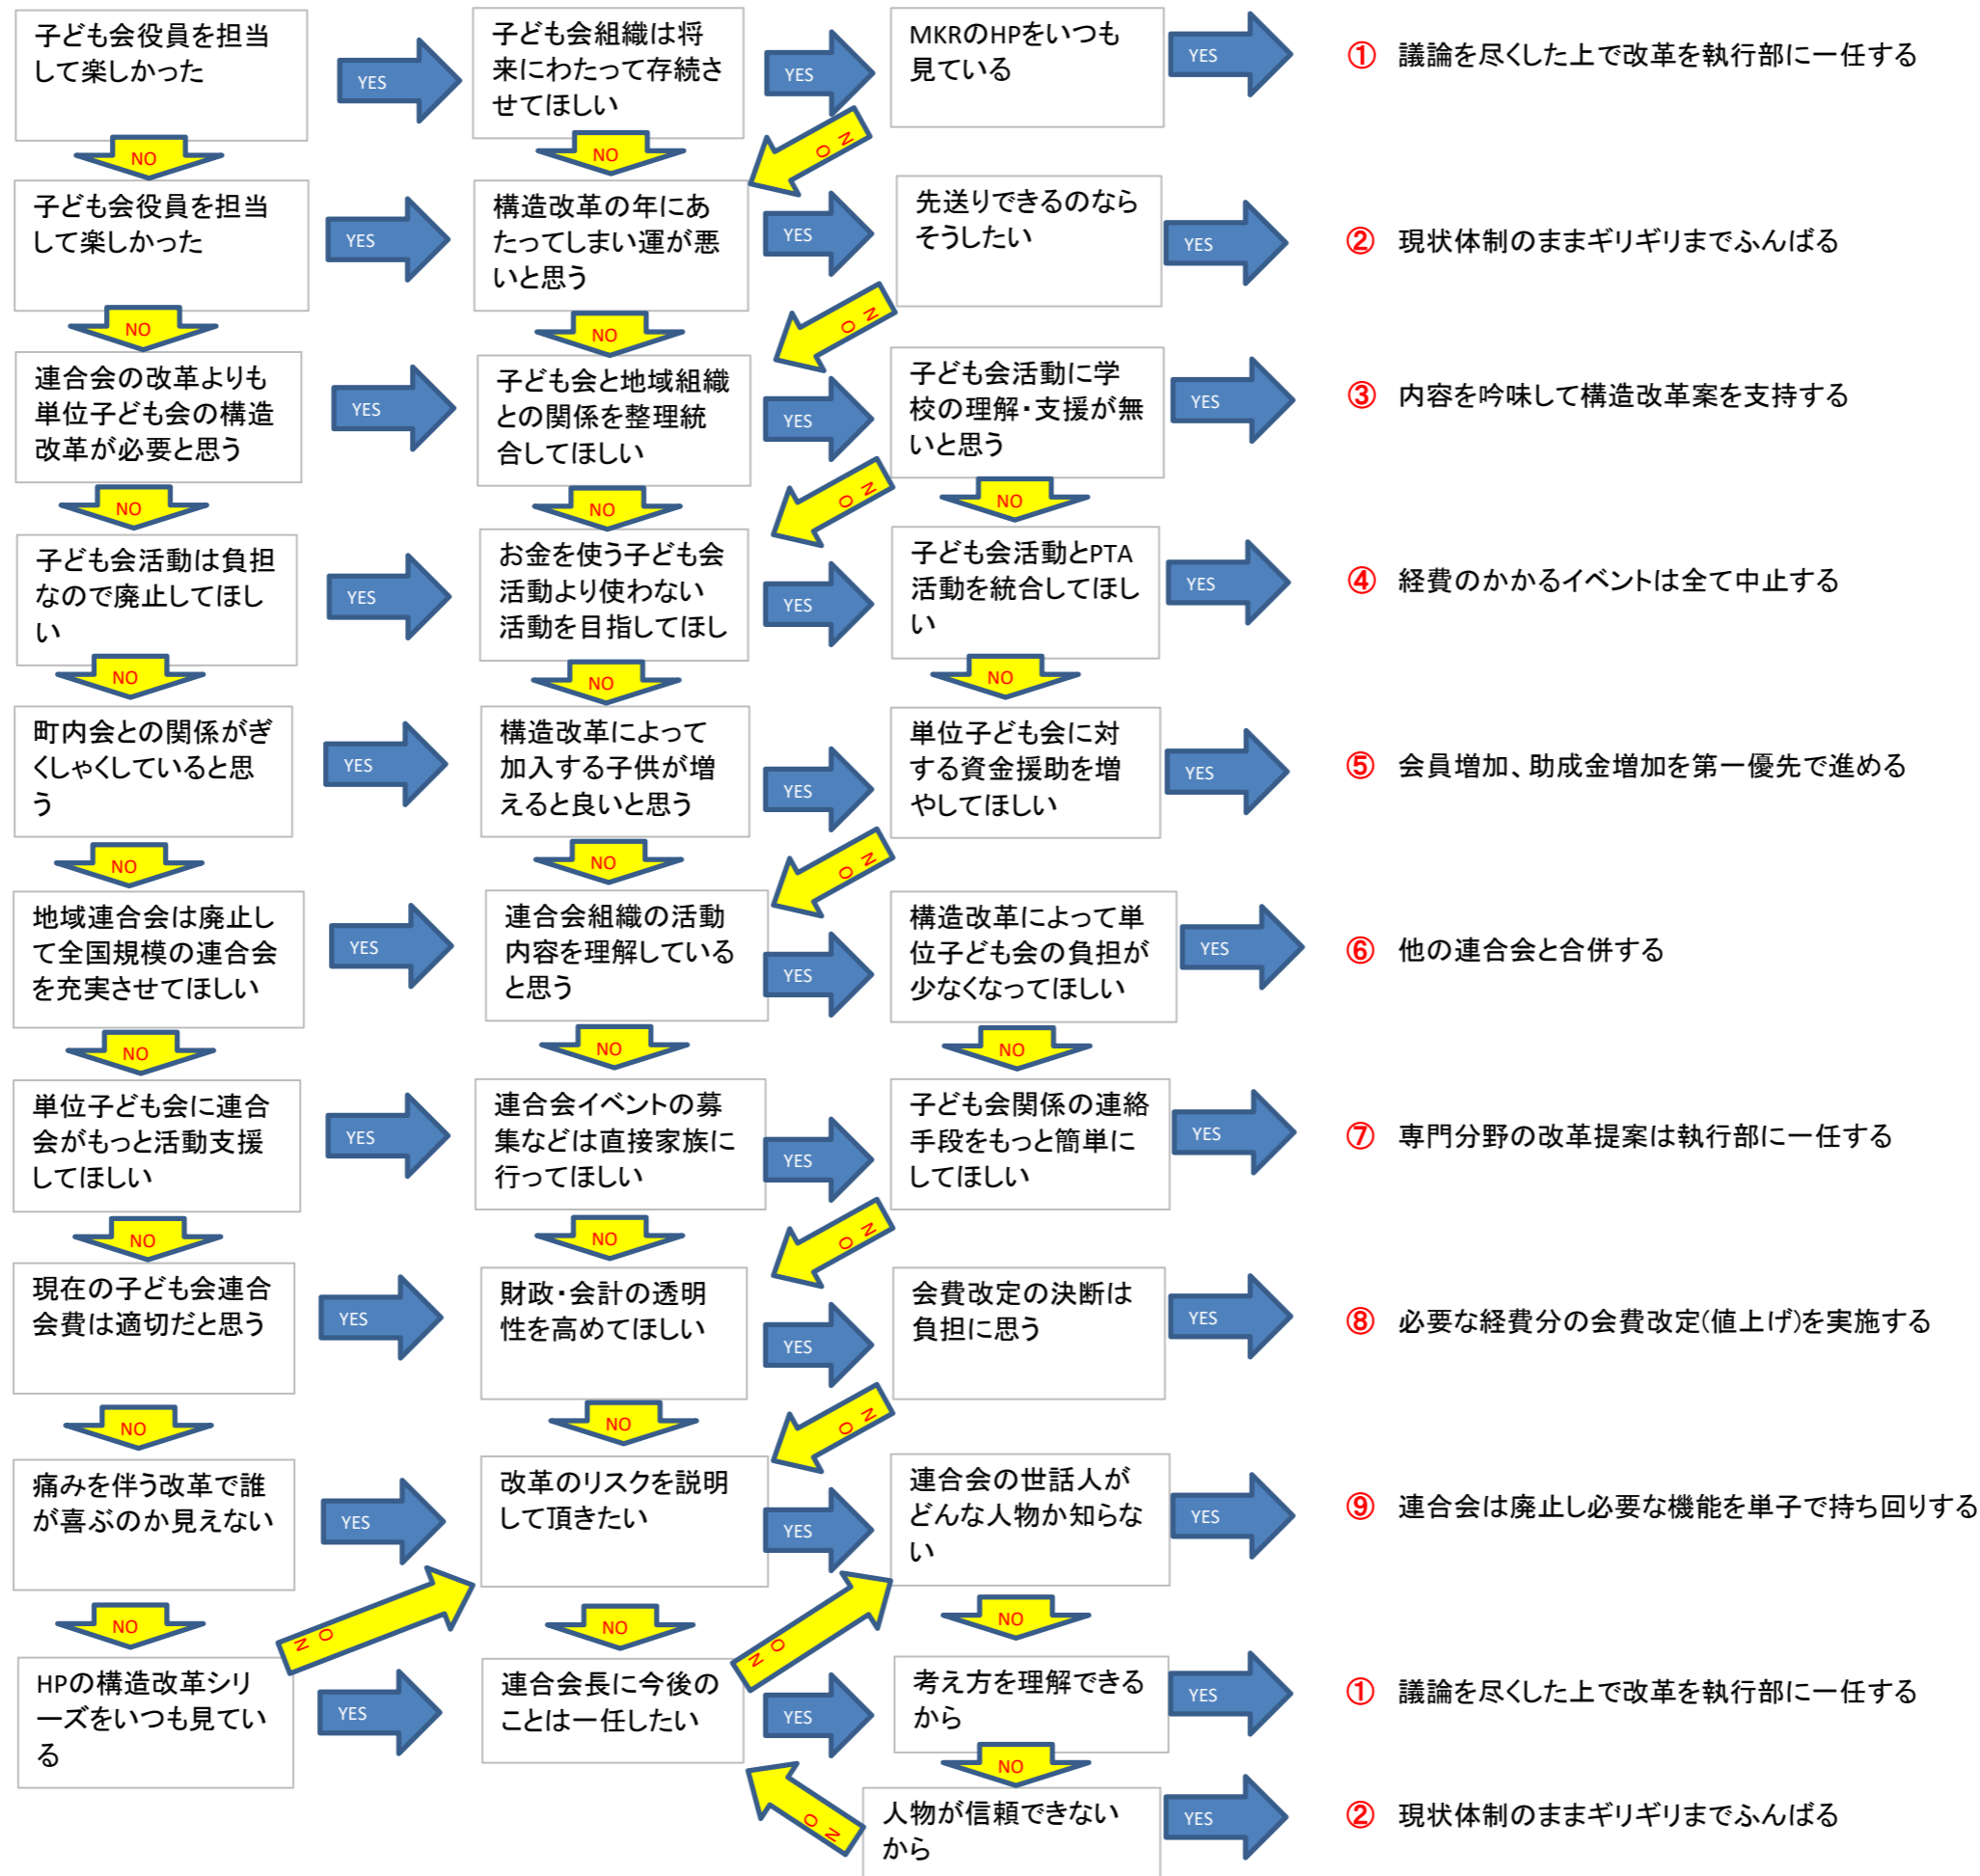 子ども会役員を担当
して楽しかった
YES
子ども会組織は将
来にわたって存続さ
せてほしい
YES
MKRのHPをいつも
見ている
YES
① 議論を尽くした上で改革を執行部に一任する
NO
NO
NO
子ども会役員を担当
して楽しかった
YES
構造改革の年にあ
たってしまい運が悪
いと思う
YES
先送りできるのなら
そうしたい
YES
② 現状体制のままギリギリまでふんばる
NO
NO
NO
連合会の改革よりも
単位子ども会の構造
改革が必要と思う
YES
子ども会と地域組織
との関係を整理統
合してほしい
YES
子ども会活動に学
校の理解・支援が無
いと思う
YES
③ 内容を吟味して構造改革案を支持する
NO
NO
NO
NO
子ども会活動は負担
なので廃止してほし
い
YES
お金を使う子ども会
活動より使わない
活動を目指してほし
YES
子ども会活動とPTA
活動を統合してほし
い
YES
④ 経費のかかるイベントは全て中止する
NO
NO
NO
町内会との関係がぎ
くしゃくしていると思
う
YES
構造改革によって
加入する子供が増
えると良いと思う
YES
単位子ども会に対
する資金援助を増
やしてほしい
YES
⑤ 会員増加、助成金増加を第一優先で進める
NO
NO
NO
地域連合会は廃止し
て全国規模の連合会
を充実させてほしい
YES
連合会組織の活動
内容を理解している
と思う
YES
構造改革によって単
位子ども会の負担が
少なくなってほしい
YES
⑥ 他の連合会と合併する
NO
NO
NO
単位子ども会に連合
会がもっと活動支援
してほしい
YES
連合会イベントの募
集などは直接家族に
行ってほしい
YES
子ども会関係の連絡
手段をもっと簡単に
してほしい
YES
⑦ 専門分野の改革提案は執行部に一任する
NO
NO
NO
現在の子ども会連合
会費は適切だと思う
YES
財政・会計の透明
性を高めてほしい
YES
会費改定の決断は
負担に思う
YES
⑧ 必要な経費分の会費改定(値上げ)を実施する
NO
NO
NO
痛みを伴う改革で誰
が喜ぶのか見えない
YES
改革のリスクを説明
して頂きたい
YES
連合会の世話人が
どんな人物か知らな
い
YES
⑨ 連合会は廃止し必要な機能を単子で持ち回りする
NO
NO
NO
NO
NO
HPの構造改革シリ
ーズをいつも見てい
る
YES
連合会長に今後の
ことは一任したい
YES
考え方を理解できる
から
YES
① 議論を尽くした上で改革を執行部に一任する
NO
NO
人物が信頼できない
から
YES
② 現状体制のままギリギリまでふんばる